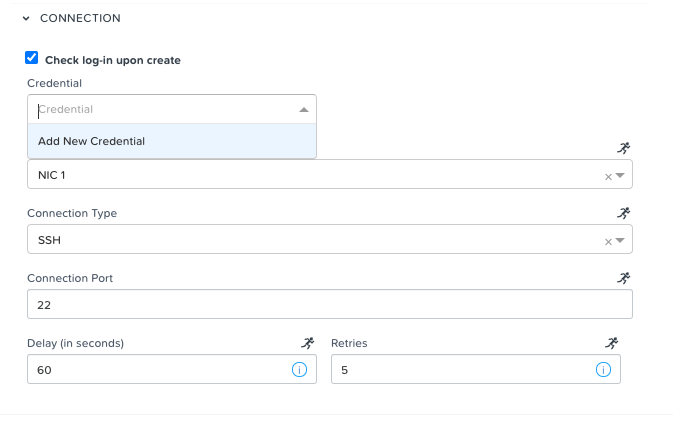 CONNECTION
Check log-in upon create
Credential
Credential
Add New Credential
NIC 1
Connection Type
SSH
Connection Port
22
Delay (in seconds) Retries
60 5